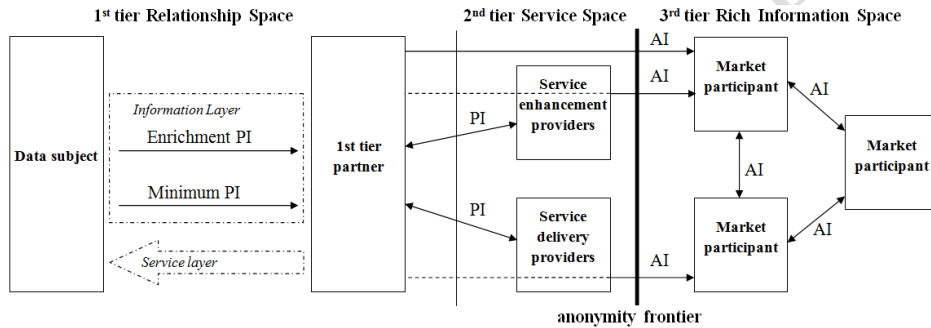 1st tier Relationship Space
2nd tier Service Space
3rd tier Rich Information Space
Data subject
Information Layer
Enrichment PI
Minimum PI
Service layer
1st tier
partner
PI
PI
Service
enhancement
providers
Service
delivery
providers
AI
AI
AI
anonymity frontier
Market
participant
AI
AI
Market
participant
Market
participant
AI